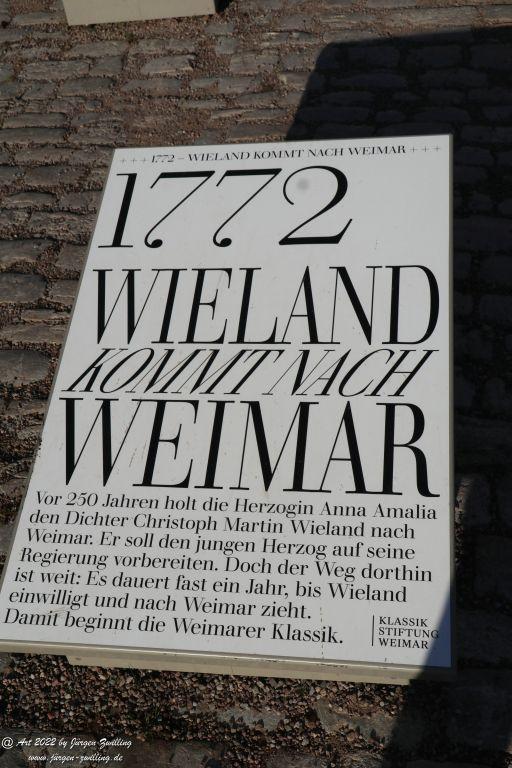 +++ 1772 – WIELAND KOMMT NACH WEIMAR +++
1772
WIELAND
KOMMT NACH
WEIMAR
Vor 250 Jahren holt die Herzogin Anna Amalia
den Dichter Christoph Martin Wieland nach
Weimar. Er soll den jungen Herzog auf seine
Regierung vorbereiten. Doch der Weg dorthin
ist weit: Es dauert fast ein Jahr, bis Wieland
einwilligt und nach Weimar zieht.
Damit beginnt die Weimarer Klassik.
KLASSIK
STIFTUNG
WEIMAR
@ Art 2022 by Jürgen Zwilling
www.jürgen-zwilling.de